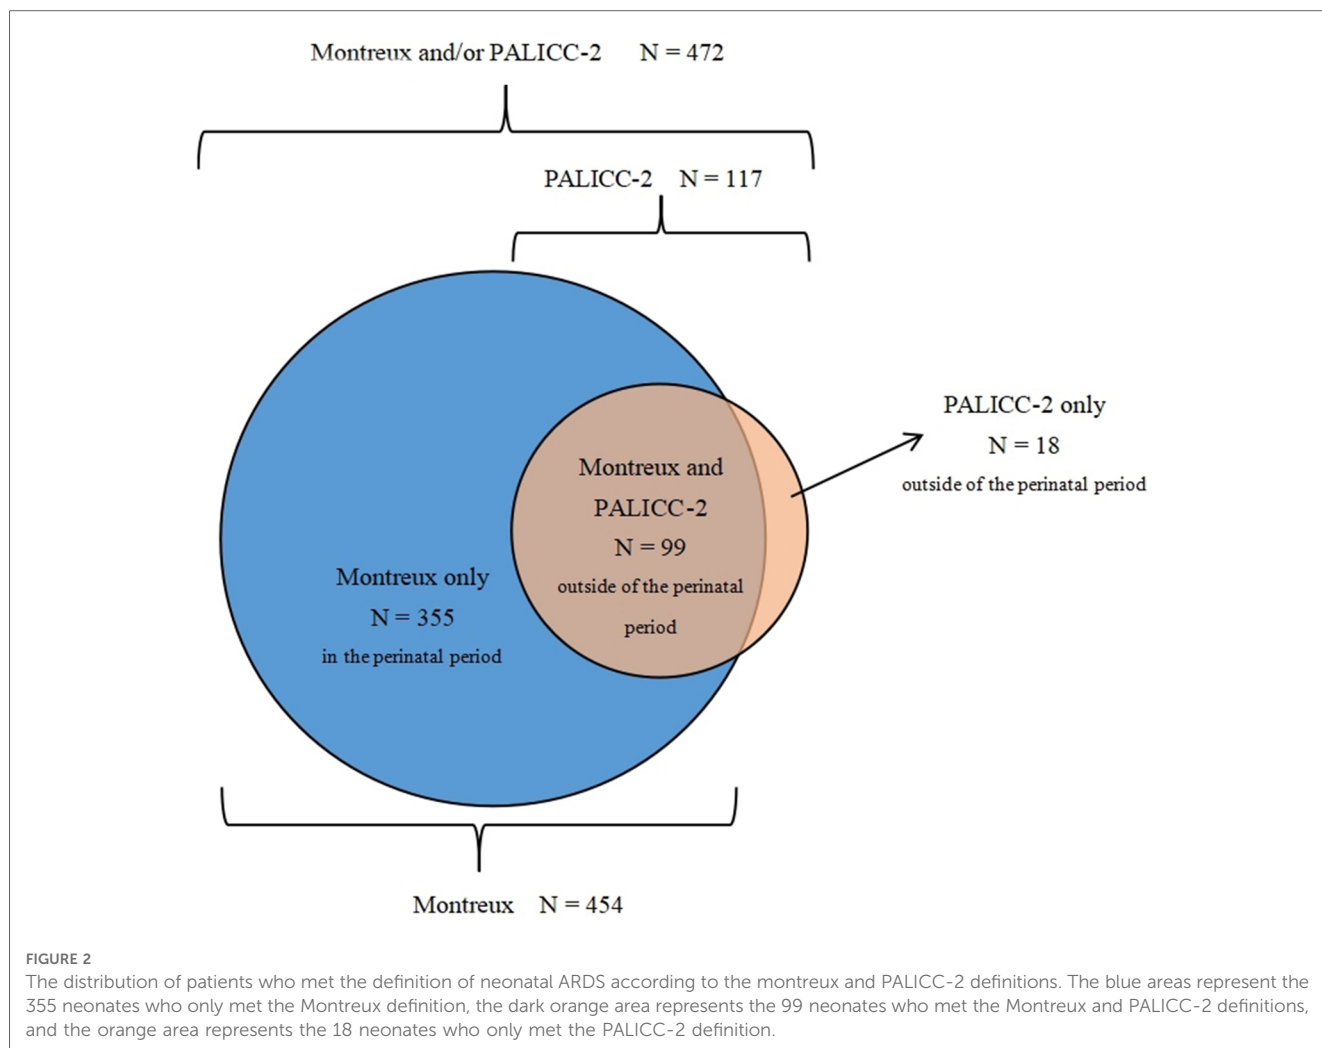 Montreux and/or PALICC-2 N = 472
PALICC-2 N = 117
PALICC-2 only
N = 18
outside of the perinatal period
Montreux and
PALICC-2
N = 99
outside of the perinatal
period
Montreux only
N = 355
in the perinatal period
Montreux N = 454
FIGURE 2
The distribution of patients who met the definition of neonatal ARDS according to the montreux and PALICC-2 definitions. The blue areas represent the
355 neonates who only met the Montreux definition, the dark orange area represents the 99 neonates who met the Montreux and PALICC-2 definitions,
and the orange area represents the 18 neonates who only met the PALICC-2 definition.